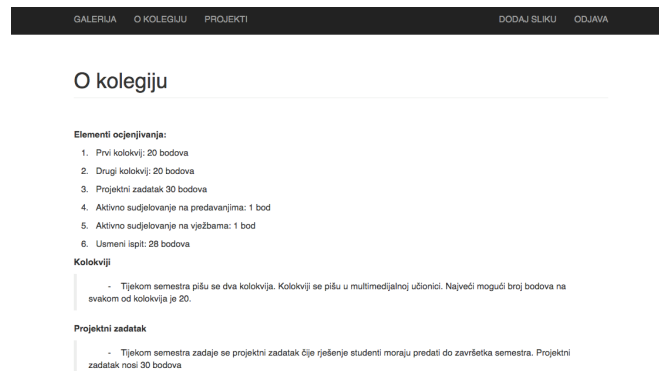 GALERIJA O KOLEGIJU PROJEKTI DODAJ SLIKU ODJAVA
O kolegiju
Elementi ocjenjivanja:
1. Prvi kolokvij: 20 bodova
2. Drugi kolokvij: 20 bodova
3. Projektni zadatak 30 bodova
4. Aktivno sudjelovanje na predavanjima: 1 bod
5. Aktivno sudjelovanje na vježbama: 1 bod
6. Usmeni ispit: 28 bodova
Kolokviji
- Tijekom semestra pišu se dva kolokvija. Kolokviji se pišu u multimedijalnoj učionici. Najveći mogući broj bodova na
svakom od kolokvija je 20.
Projektni zadatak
- Tijekom semestra zadaje se projektni zadatak čije rješenje studenti moraju predati do završetka semestra. Projektni
zadatak nosi 30 bodova